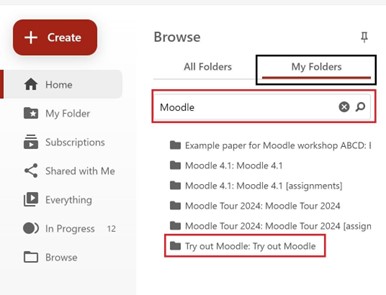 + Create
Home
My Folder
Subscriptions
Shared with Me
Everything
In Progress 12
Browse
Browse
All Folders
My Folders
Moodle
Example paper for Moodle workshop ABCD: E
Moodle 4.1: Moodle 4.1
Moodle 4.1: Moodle 4.1 [assignments]
Moodle Tour 2024: Moodle Tour 2024
Moodle Tour 2024: Moodle Tour 2024 [assign
Try out Moodle: Try out Moodle